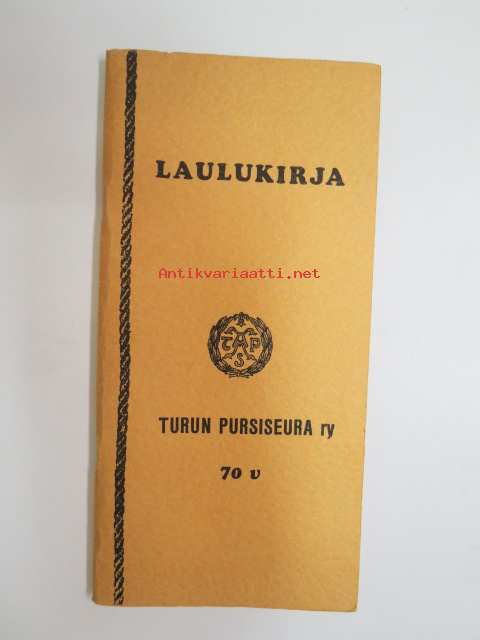 LAULUKIRJA
Antikvariaatti.net
T P S
TURUN PURSISEURA ry
70 v